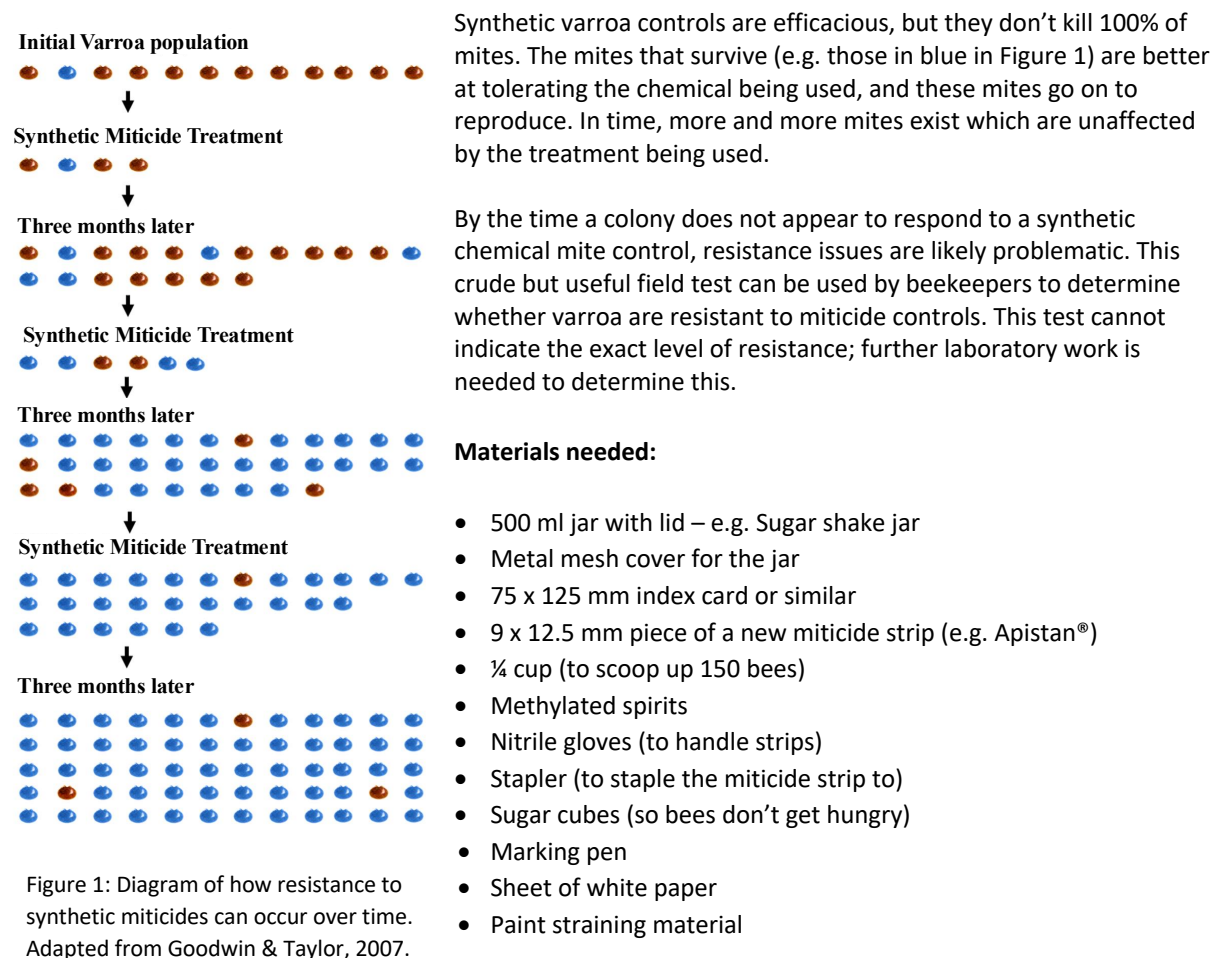 Initial Varroa population
Synthetic Miticide Treatment
Three months later
Synthetic Miticide Treatment
Three months later
Synthetic Miticide Treatment
Three months later
Figure 1: Diagram of how resistance to
synthetic miticides can occur over time.
Adapted from Goodwin & Taylor, 2007.
Synthetic varroa controls are efficacious, but they don’t kill 100% of
mites. The mites that survive (e.g. those in blue in Figure 1) are better
at tolerating the chemical being used, and these mites go on to
reproduce. In time, more and more mites exist which are unaffected
by the treatment being used.
By the time a colony does not appear to respond to a synthetic
chemical mite control, resistance issues are likely problematic. This
crude but useful field test can be used by beekeepers to determine
whether varroa are resistant to miticide controls. This test cannot
indicate the exact level of resistance; further laboratory work is
needed to determine this.
Materials needed:
• 500 ml jar with lid – e.g. Sugar shake jar
• Metal mesh cover for the jar
• 75 x 125 mm index card or similar
• 9 x 12.5 mm piece of a new miticide strip (e.g. Apistan®)
• ¼ cup (to scoop up 150 bees)
• Methylated spirits
• Nitrile gloves (to handle strips)
• Stapler (to staple the miticide strip to)
• Sugar cubes (so bees don’t get hungry)
• Marking pen
• Sheet of white paper
• Paint straining material